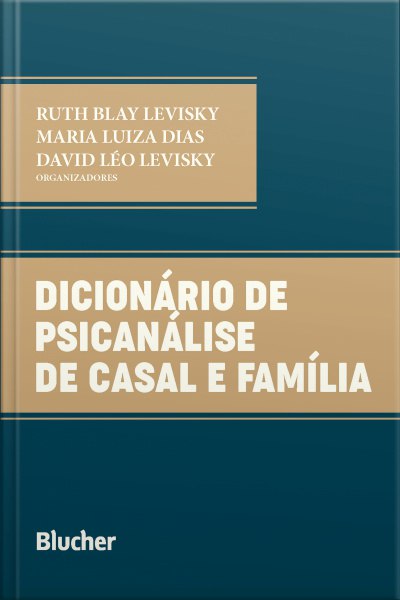 RUTH BLAY LEVISKY
MARIA LUIZA DIAS
DAVID LÉO LEVISKY
ORGANIZADORES
DICIONÁRIO DE
PSICANÁLISE
DE CASAL E FAMÍLIA
Blucher